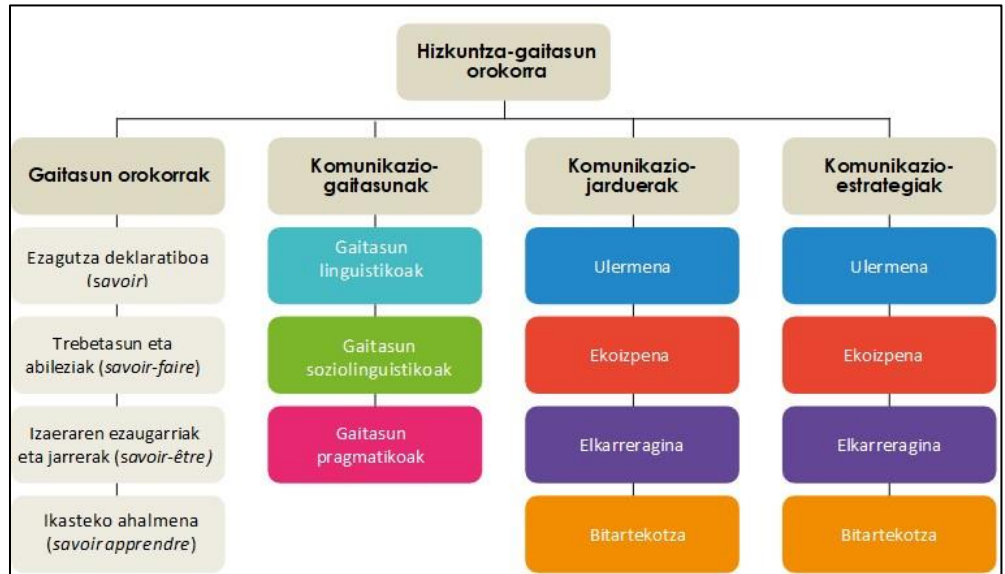 Hizkuntza-gaitasun
orokorra
Gaitasun orokorrak
Komunikazio-
gaitasunak
Komunikazio-
jarduerak
Komunikazio-
estrategiak
Ezagutza deklaratiboa
(savoir)
Gaitasun
linguistikoak
Ulermena
Ulermena
Trebetasun eta
abileziak (savoir-faire)
Gaitasun
soziolinguistikoak
Ekoizpena
Ekoizpena
Izaeraren ezaugarriak
eta jarrerak (savoir-être)
Gaitasun
pragmatikoak
Elkarreragina
Elkarreragina
Ikasteko ahalmena
(savoir apprendre)
Bitartekotza
Bitartekotza